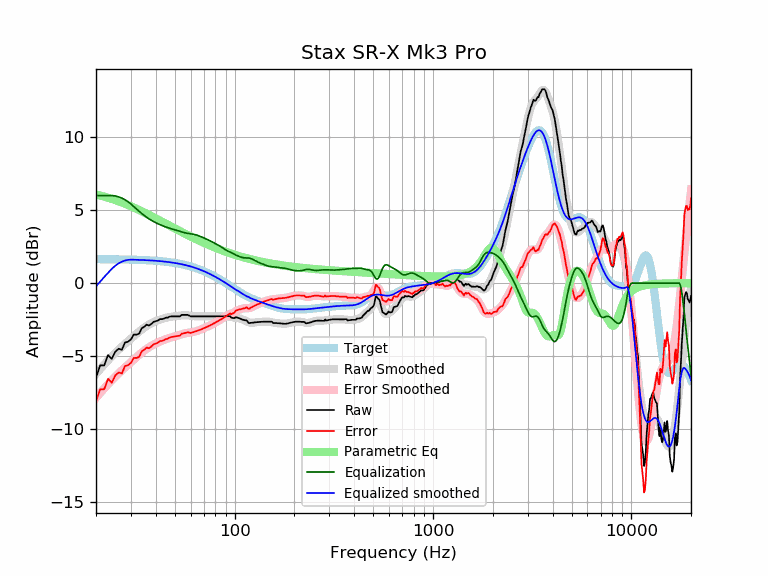 Stax SR-X Mk3 Pro
Amplitude (dBr)
10
5
0
−5
−10
−15
Target
Raw Smoothed
Error Smoothed
Raw
Error
Parametric Eq
Equalization
Equalized smoothed
100
1000
10000
Frequency (Hz)